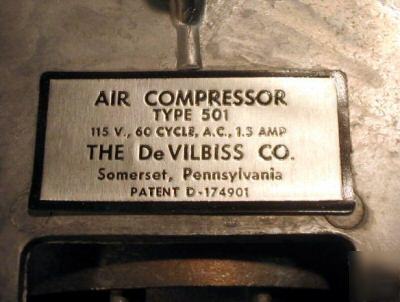 AIR COMPRESSOR
TYPE 501
115 V., 60 CYCLE, A.C., 1.5 AMP
THE DeVILBISS CO.
Somerset, Pennsylvania
PATENT D-174901